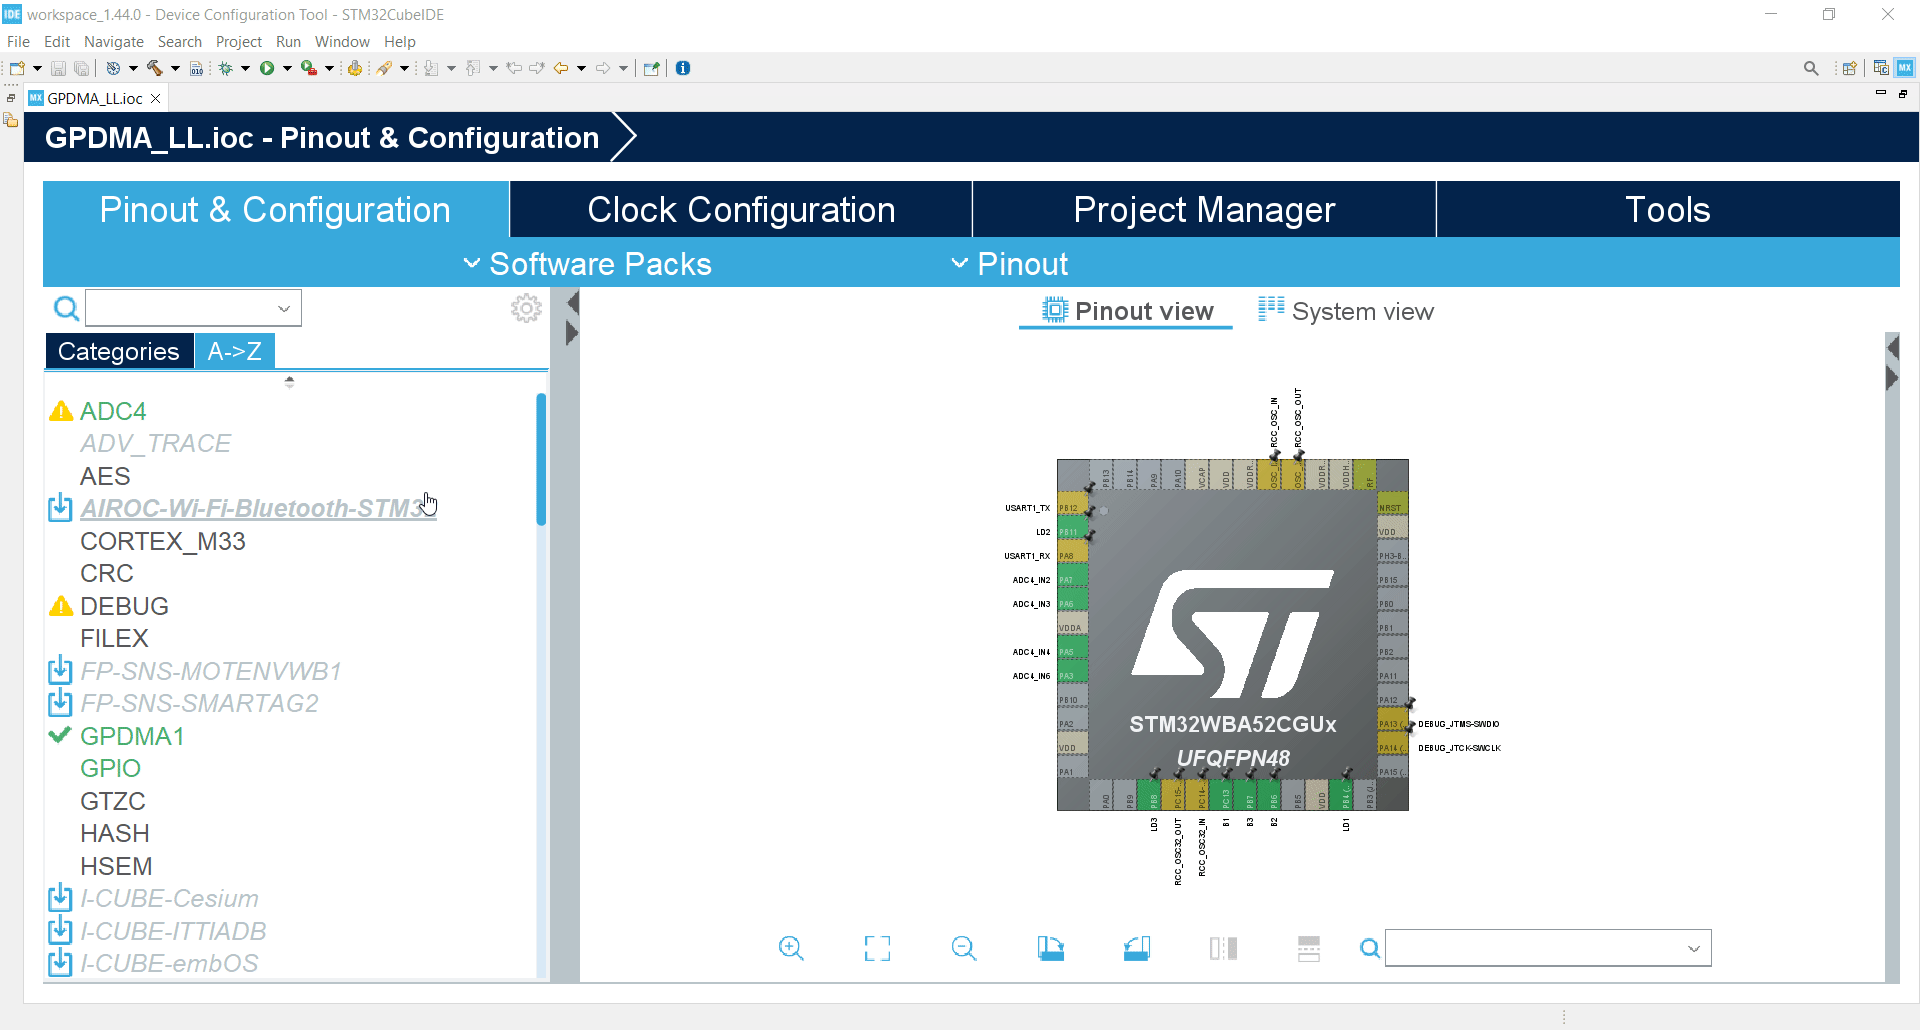 IDE workspace_1.44.0 - Device Configuration Tool - STM32CubeIDE
File Edit Navigate Search Project Run Window Help
010
MX
MX GPDMA_LL.ioc
GPDMA_LL.ioc - Pinout & Configuration
Pinout & Configuration Clock Configuration Project Manager Tools
Software Packs Pinout
Pinout view System view
Categories A->Z
ADC4
ADV_TRACE
AES
AIROC-Wi-Fi-Bluetooth-STM32
CORTEX_M33
CRC
DEBUG
FILEX
FP-SNS-MOTENVWB1
FP-SNS-SMARTAG2
GPDMA1
GPIO
GTZC
HASH
HSEM
I-CUBE-Cesium
I-CUBE-ITTIADB
I-CUBE-embOS
RCC_OSC_IN
RCC_OSC_OUT
PB13 PB14 PA9 PA10 VCAP VDD VDDR... OSC_I... OSC_... VDDR... VDDH... RF
USART1_TX PB12
LD2 PB11
USART1_RX PA8
ADC4_IN2 PA7
ADC4_IN3 PA6
VDDA
ADC4_IN4 PA5
ADC4_IN6 PA3
PB10
PA2
VDD
PA1
ST
STM32WBA52CGUx
UFQFPN48
NRST
VDD
PH3-B...
PB15
PB0
PB1
PB2
PA11
PA12
PA13 (... DEBUG_JTMS-SWDIO
PA14 (... DEBUG_JTCK-SWCLK
PA15 (...
PA0 PB9 PB8 PC15-... PC14-... PC13 PB7 PB6 PB5 VDD PB4 (... PB3 (J...
LD3
RCC_OSC32_OUT
RCC_OSC32_IN
B1
B3
B2
LD1